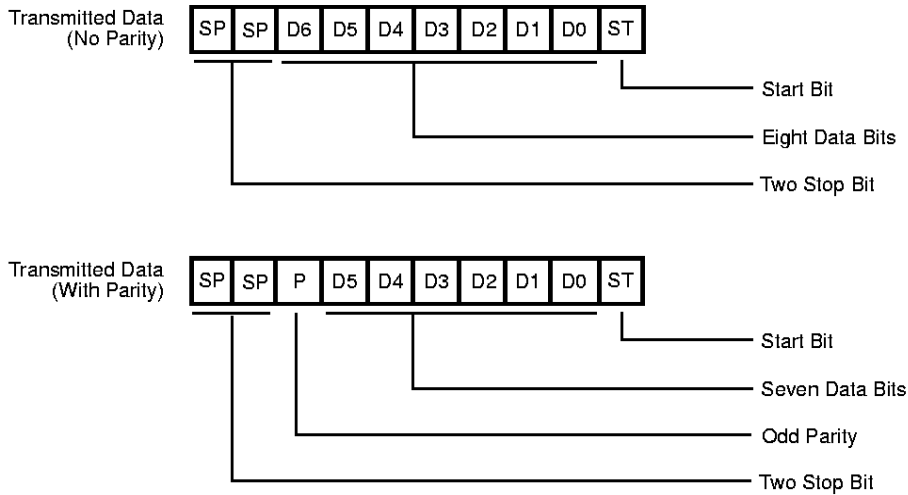 Transmitted Data
(No Parity)
SP SP D6 D5 D4 D3 D2 D1 D0 ST
Start Bit
Eight Data Bits
Two Stop Bit
Transmitted Data
(With Parity)
SP SP P D5 D4 D3 D2 D1 D0 ST
Start Bit
Seven Data Bits
Odd Parity
Two Stop Bit